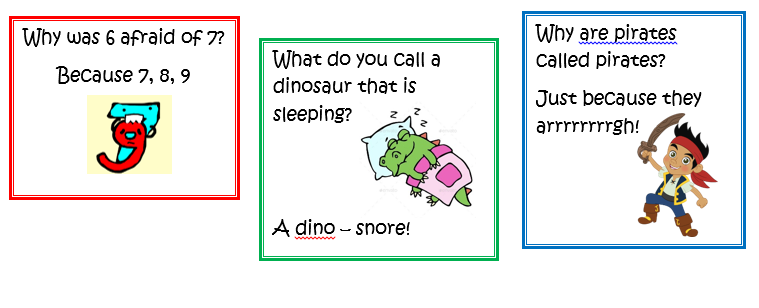 Why was 6 afraid of 7?
Because 7, 8, 9
What do you call a
dinosaur that is
sleeping?
z z z z
A dino – snore!
Why are pirates
called pirates?
Just because they
arrrrrrrrgh!